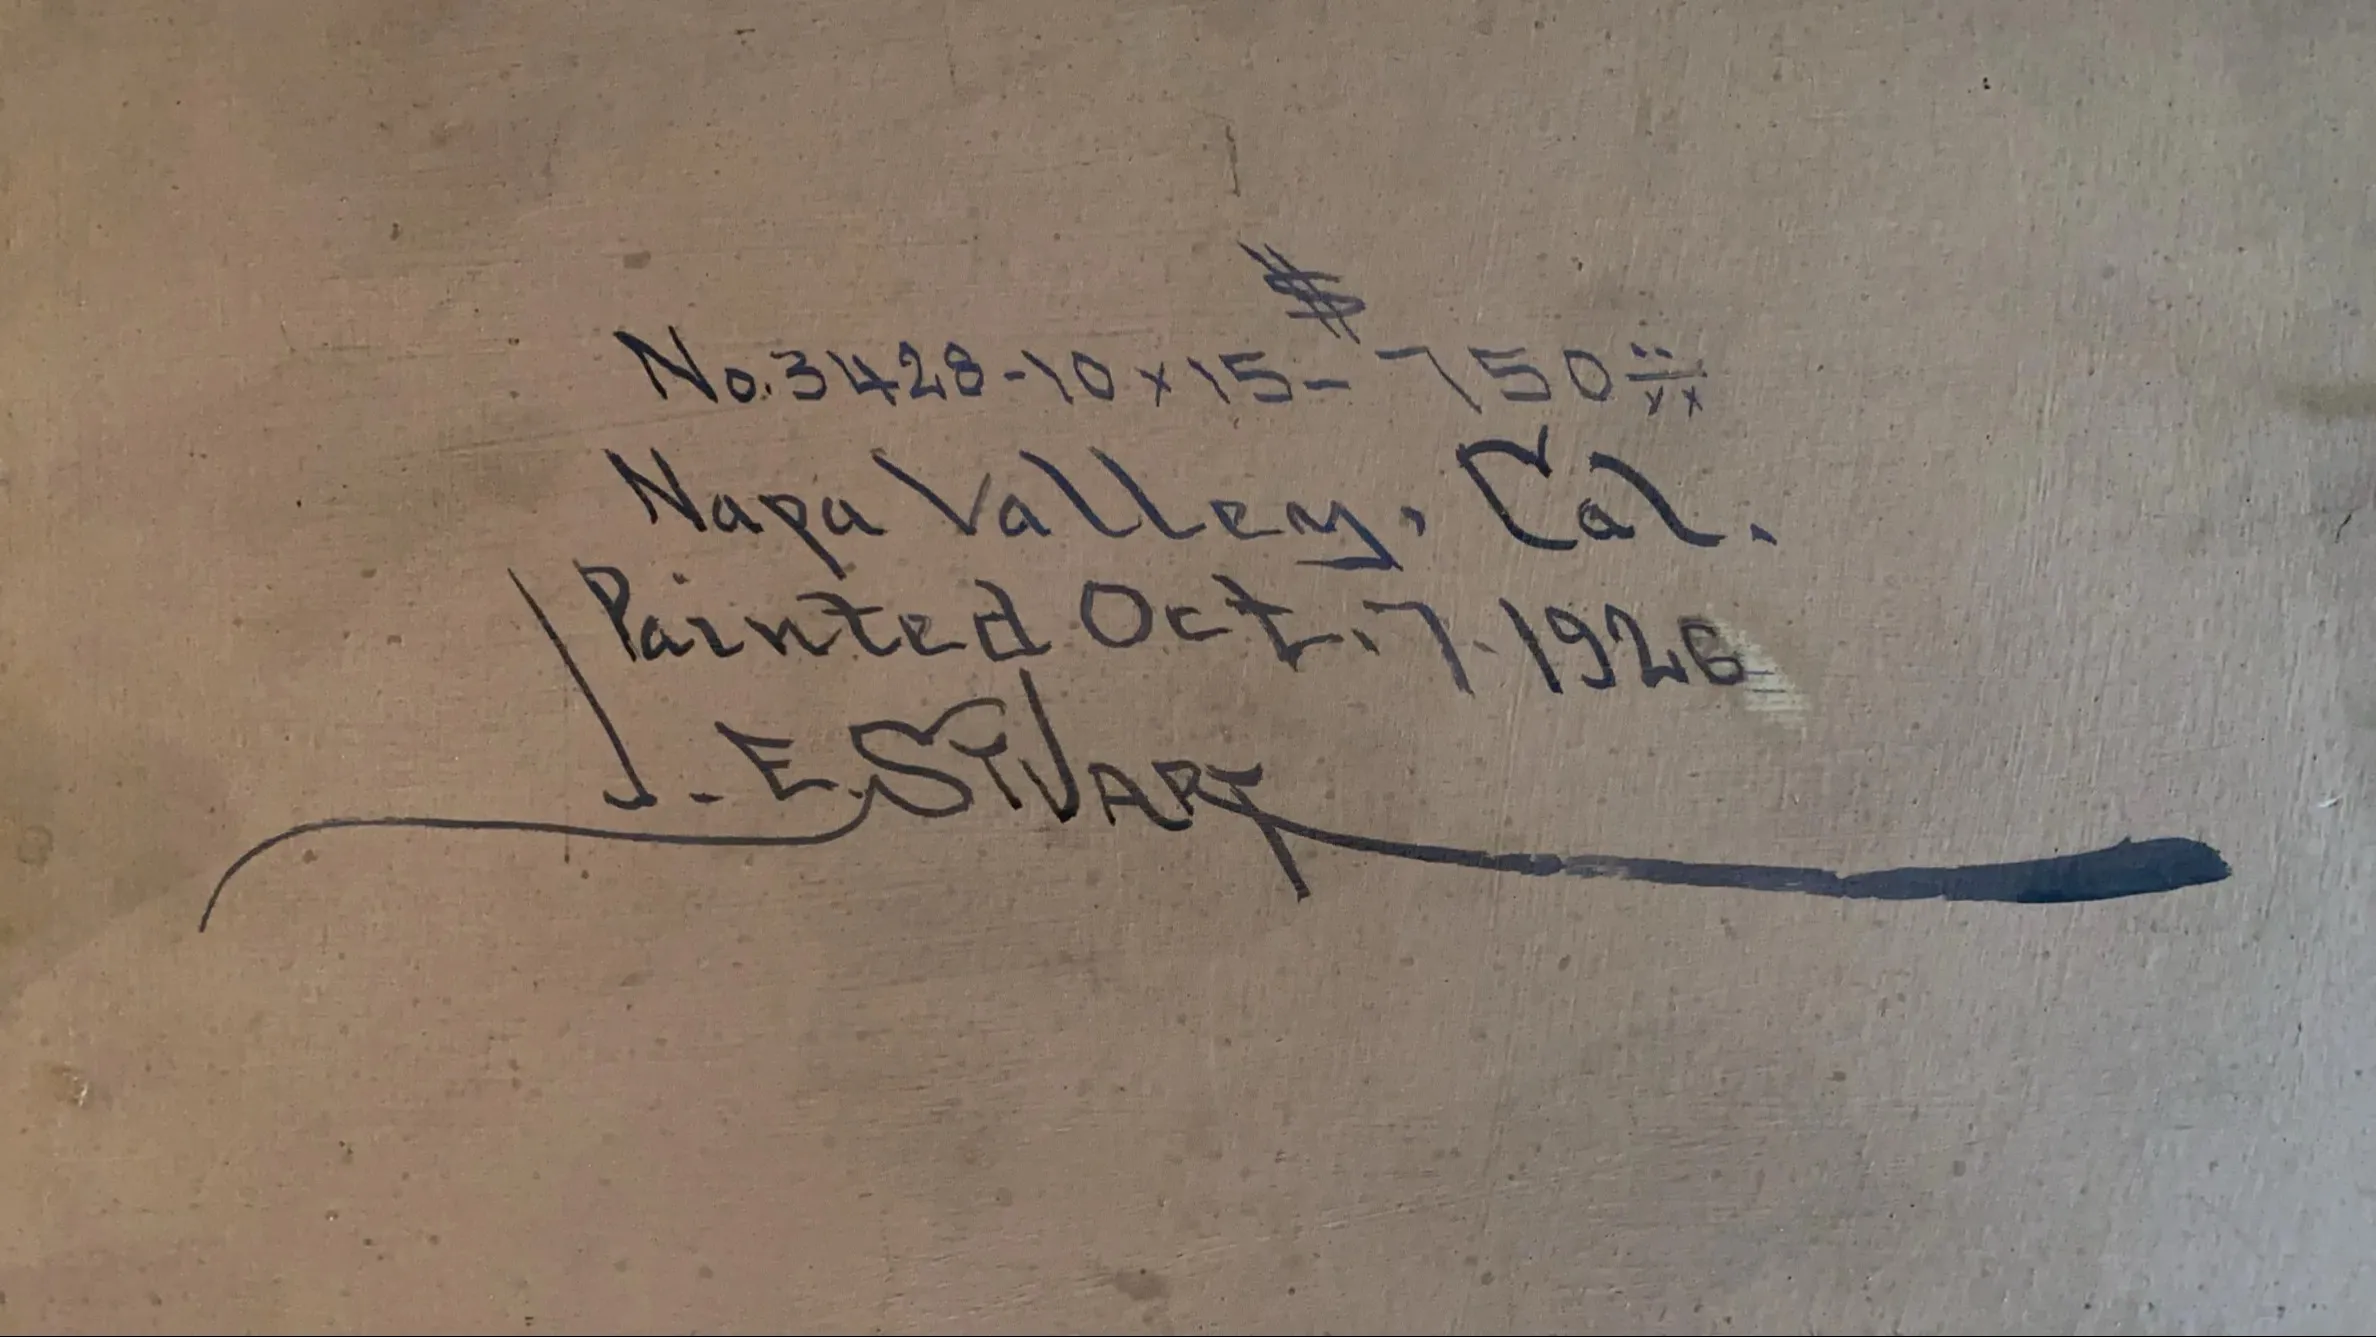 No. 3428-10x15-$750
Napa Valley, Cal.
Painted Oct. 7. 1926
J. E. Stuart